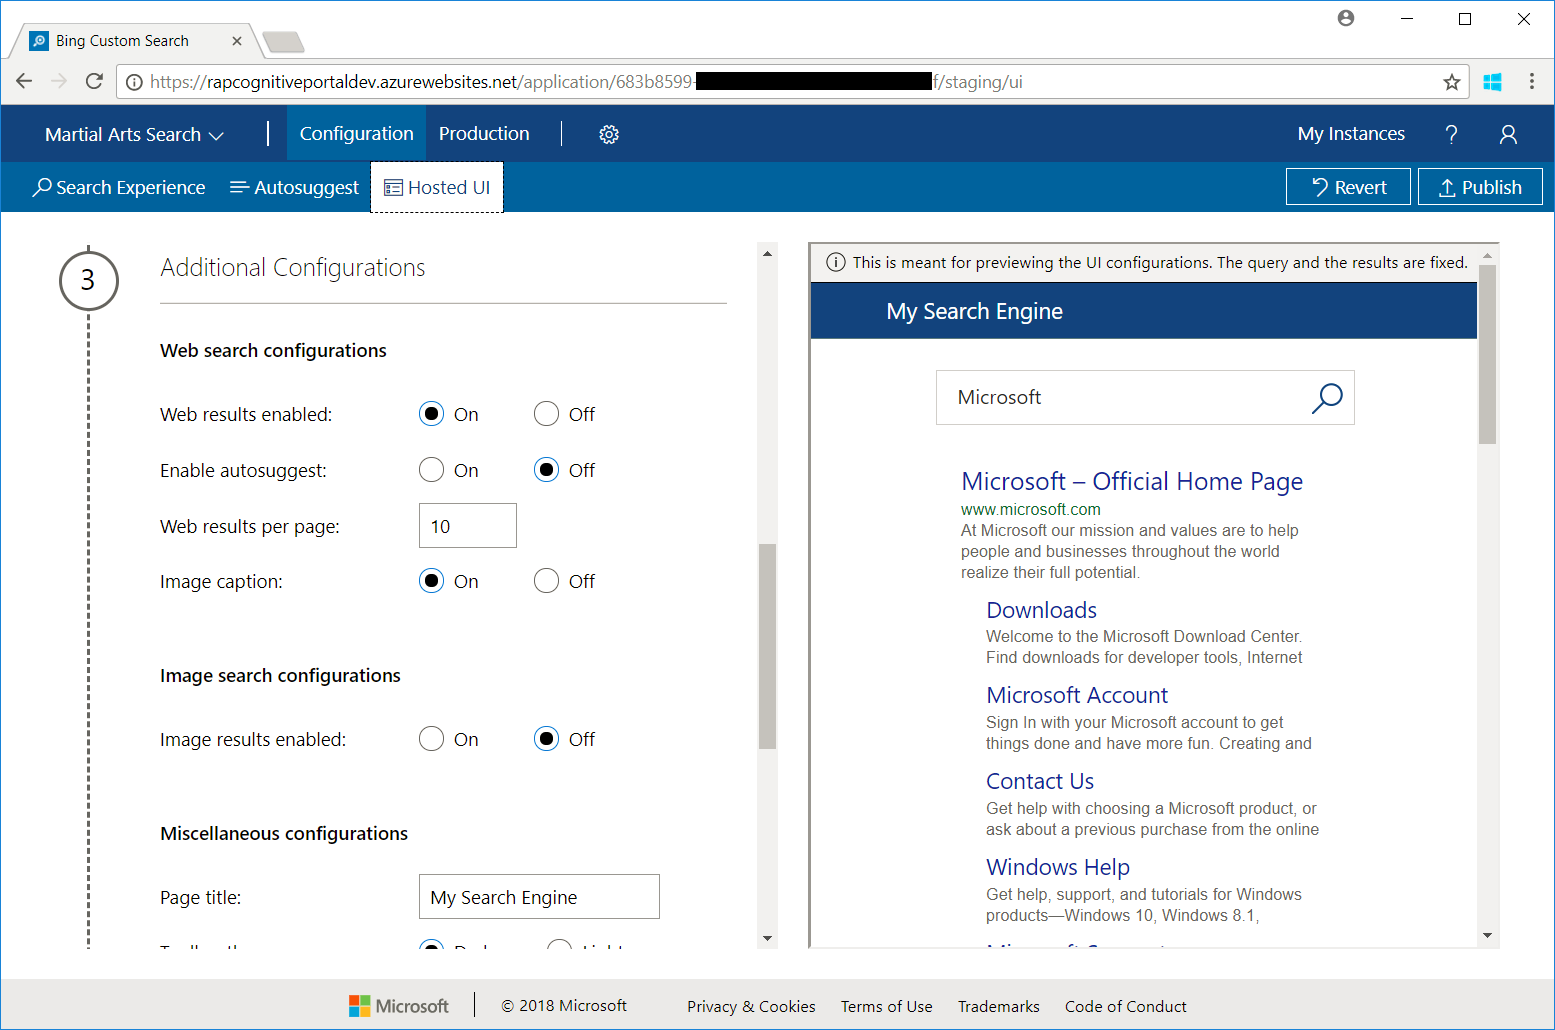 Bing Custom Search
https://rapcognitiveportaldev.azurewebsites.net/application/683b8599- f/staging/ui
Martial Arts Search Configuration Production My Instances ?
Search Experience Autosuggest Hosted UI Revert Publish
3
Additional Configurations
Web search configurations
Web results enabled: On Off
Enable autosuggest: On Off
Web results per page: 10
Image caption: On Off
Image search configurations
Image results enabled: On Off
Miscellaneous configurations
Page title: My Search Engine
This is meant for previewing the UI configurations. The query and the results are fixed.
My Search Engine
Microsoft
Microsoft – Official Home Page
www.microsoft.com
At Microsoft our mission and values are to help
people and businesses throughout the world
realize their full potential.
Downloads
Welcome to the Microsoft Download Center.
Find downloads for developer tools, Internet
Microsoft Account
Sign In with your Microsoft account to get
things done and have more fun. Creating and
Contact Us
Get help with choosing a Microsoft product, or
ask about a previous purchase from the online
Windows Help
Get help, support, and tutorials for Windows
products—Windows 10, Windows 8.1,
Microsoft © 2018 Microsoft Privacy & Cookies Terms of Use Trademarks Code of Conduct